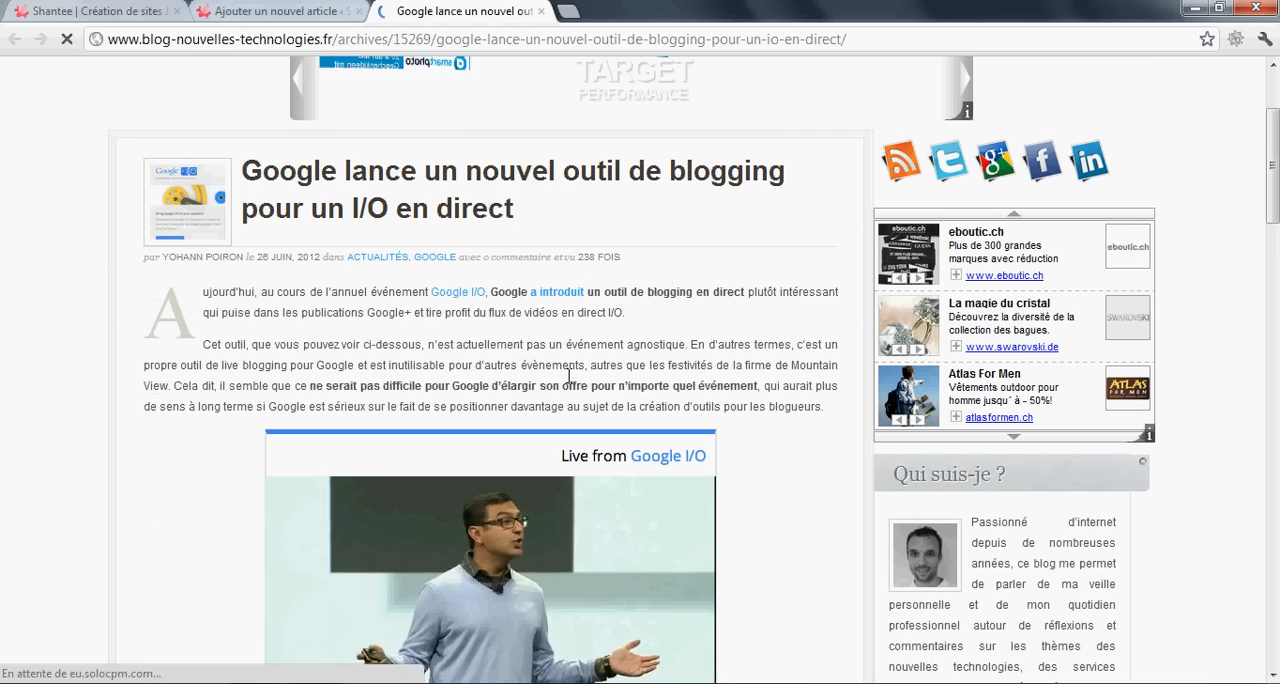 Shantee | Création de sites
Ajouter un nouvel article ‹ S
Google lance un nouvel out
www.blog-nouvelles-technologies.fr/archives/15269/google-lance-un-nouvel-outil-de-blogging-pour-un-io-en-direct/
TARGET
PERFORMANCE
Google lance un nouvel outil de blogging
pour un I/O en direct
par YOHANN POIRON le 26 JUIN, 2012 dans ACTUALITÉS, GOOGLE avec 0 commentaire et vu 238 FOIS
Aujourd'hui, au cours de l'annuel événement Google I/O, Google a introduit un outil de blogging en direct plutôt intéressant
qui puise dans les publications Google+ et tire profit du flux de vidéos en direct I/O.
Cet outil, que vous pouvez voir ci-dessous, n'est actuellement pas un événement agnostique. En d'autres termes, c'est un
propre outil de live blogging pour Google et est inutilisable pour d'autres évènements, autres que les festivités de la firme de Mountain
View. Cela dit, il semble que ce ne serait pas difficile pour Google d'élargir son offre pour n'importe quel événement, qui aurait plus
de sens à long terme si Google est sérieux sur le fait de se positionner davantage au sujet de la création d'outils pour les blogueurs.
Live from Google I/O
eboutic.ch
Plus de 300 grandes
marques avec réduction
www.eboutic.ch
eboutic.ch
La magie du cristal
Découvrez la diversité de la
collection des bagues.
www.swarovski.de
SWAROVSKI
Atlas For Men
Vêtements outdoor pour
homme jusqu' à - 50%!
atlasformen.ch
ATLAS
FOR MEN
Qui suis-je ?
Passionné d'internet
depuis de nombreuses
années, ce blog me permet
de parler de ma veille
personnelle et de mon quotidien
professionnel autour de réflexions et
commentaires sur les thèmes des
nouvelles technologies, des services
En attente de eu.solocpm.com...